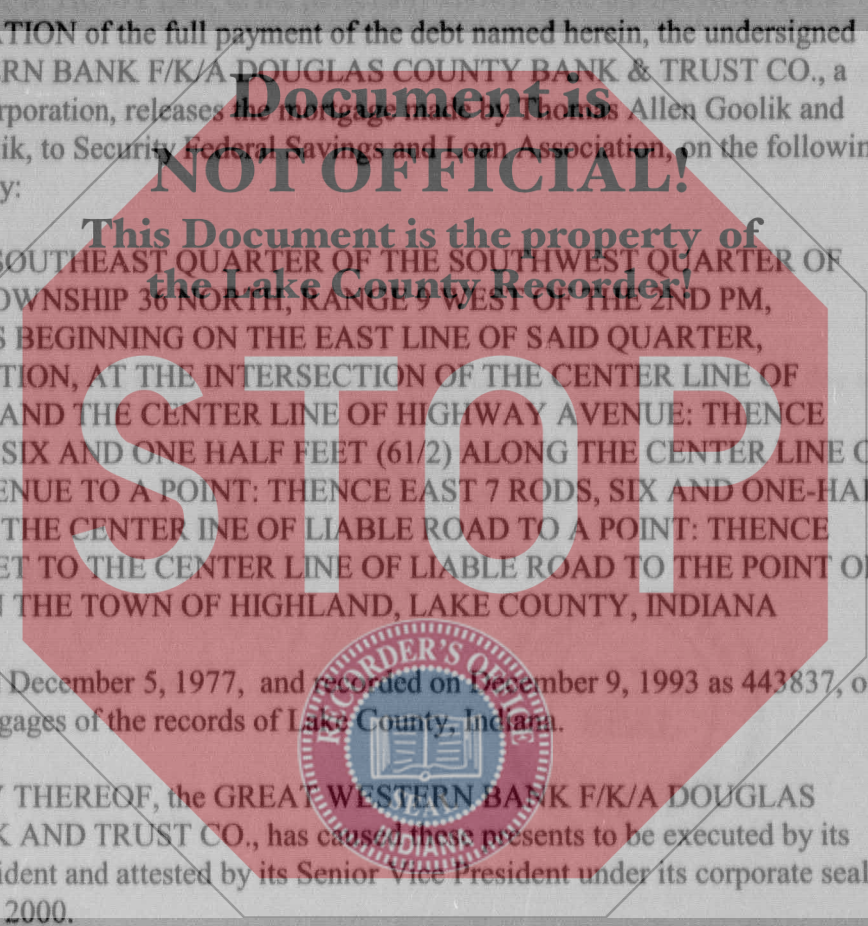 ATION of the full payment of the debt named herein, the undersigned
ERN BANK F/K/A DOUGLAS COUNTY BANK & TRUST CO., a
rporation, releases the mortgage made by Thomas Allen Goolik and
lik, to Security Federal Savings and Loan Association, on the followin
y:
Document is
NOT OFFICIAL!
This Document is the property of
the Lake County Recorder!
SOUTHEAST QUARTER OF THE SOUTHWEST QUARTER OF
OWNSHIP 36 NORTH, RANGE 9 WEST OF THE 2ND PM,
S BEGINNING ON THE EAST LINE OF SAID QUARTER,
TION, AT THE INTERSECTION OF THE CENTER LINE OF
AND THE CENTER LINE OF HIGHWAY AVENUE: THENCE
SIX AND ONE HALF FEET (61/2) ALONG THE CENTER LINE O
ENUE TO A POINT: THENCE EAST 7 RODS, SIX AND ONE-HA
THE CENTER INE OF LIABLE ROAD TO A POINT: THENCE
ET TO THE CENTER LINE OF LIABLE ROAD TO THE POINT O
N THE TOWN OF HIGHLAND, LAKE COUNTY, INDIANA
STOP
December 5, 1977, and recorded on December 9, 1993 as 443837, o
gages of the records of Lake County, Indiana.
RECORDER'S OFFICE
SEAL
INDIANA
Y THEREOF, the GREAT WESTERN BANK F/K/A DOUGLAS
K AND TRUST CO., has caused these presents to be executed by its
ident and attested by its Senior Vice President under its corporate seal
2000.